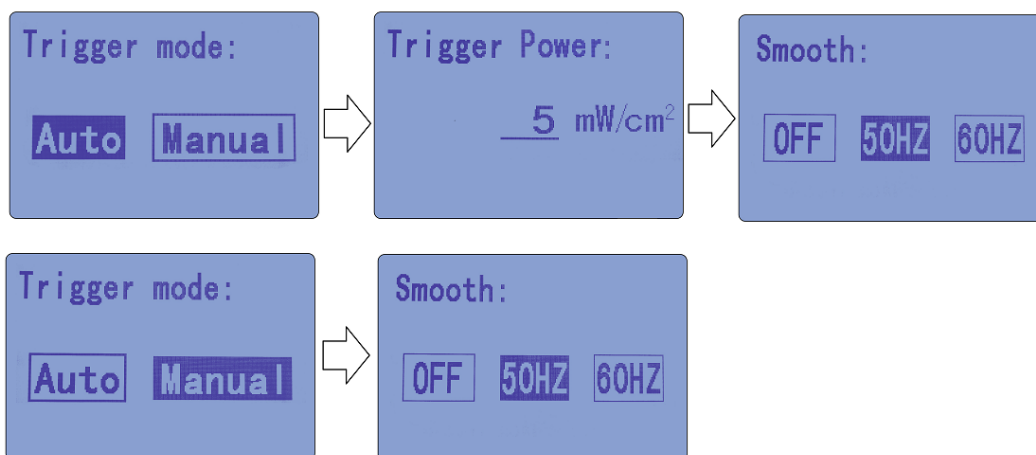 Trigger mode:
Auto Manual
Trigger Power:
5 mW/cm²
Smooth:
OFF 50HZ 60HZ
Trigger mode:
Auto Manual
Smooth:
OFF 50HZ 60HZ